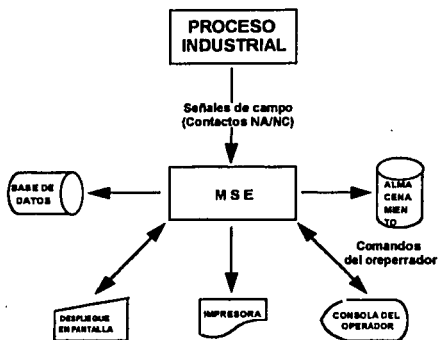 PROCESO
INDUSTRIAL
Señales de campo
(Contactos NA/NC)
BASE DE
DATOS
M S E
ALMA
CENA
MIEN
TO
Comandos
del oreperrador
DESPLIEGUE
EN PANTALLA
IMPRESORA
CONSOLA DEL
OPERADOR